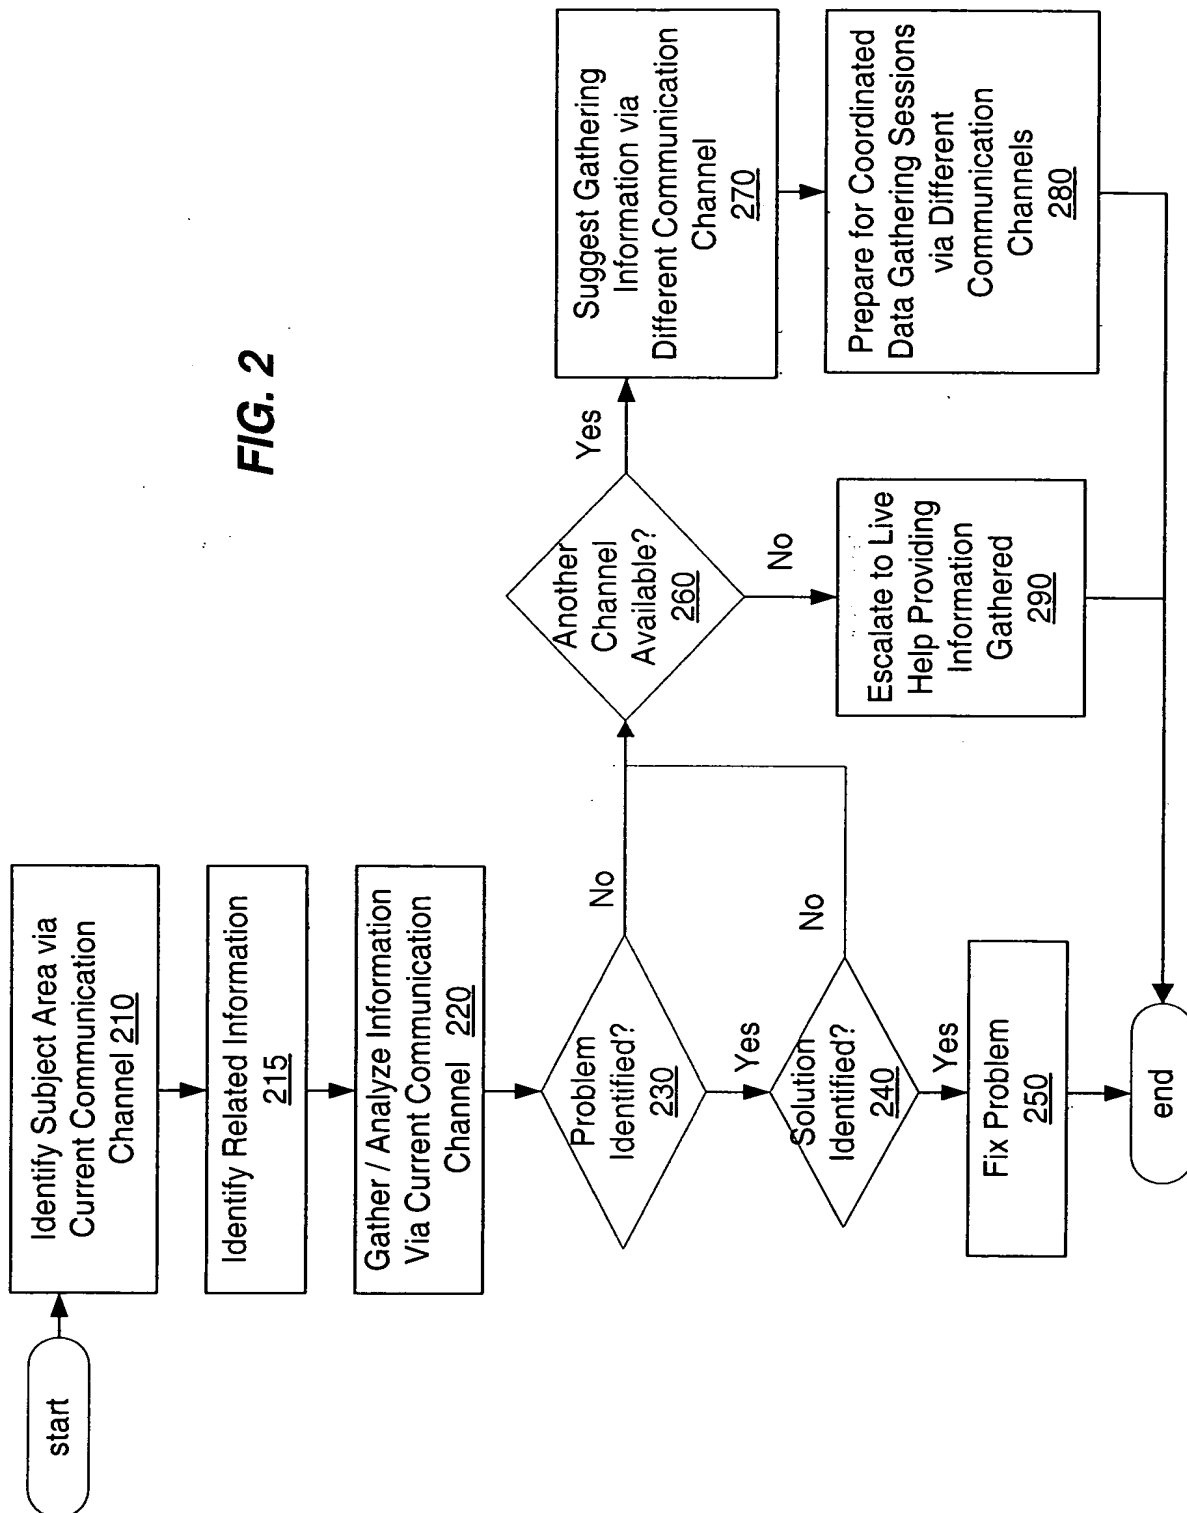 FIG. 2
start
Identify Subject Area via
Current Communication
Channel 210
Identify Related Information
215
Gather / Analyze Information
Via Current Communication
Channel 220
Problem
Identified?
230
No
Yes
Solution
Identified?
240
No
Yes
Fix Problem
250
end
Another
Channel
Available?
260
Yes
No
Suggest Gathering
Information via
Different Communication
Channel
270
Prepare for Coordinated
Data Gathering Sessions
via Different
Communication
Channels
280
Escalate to Live
Help Providing
Information
Gathered
290